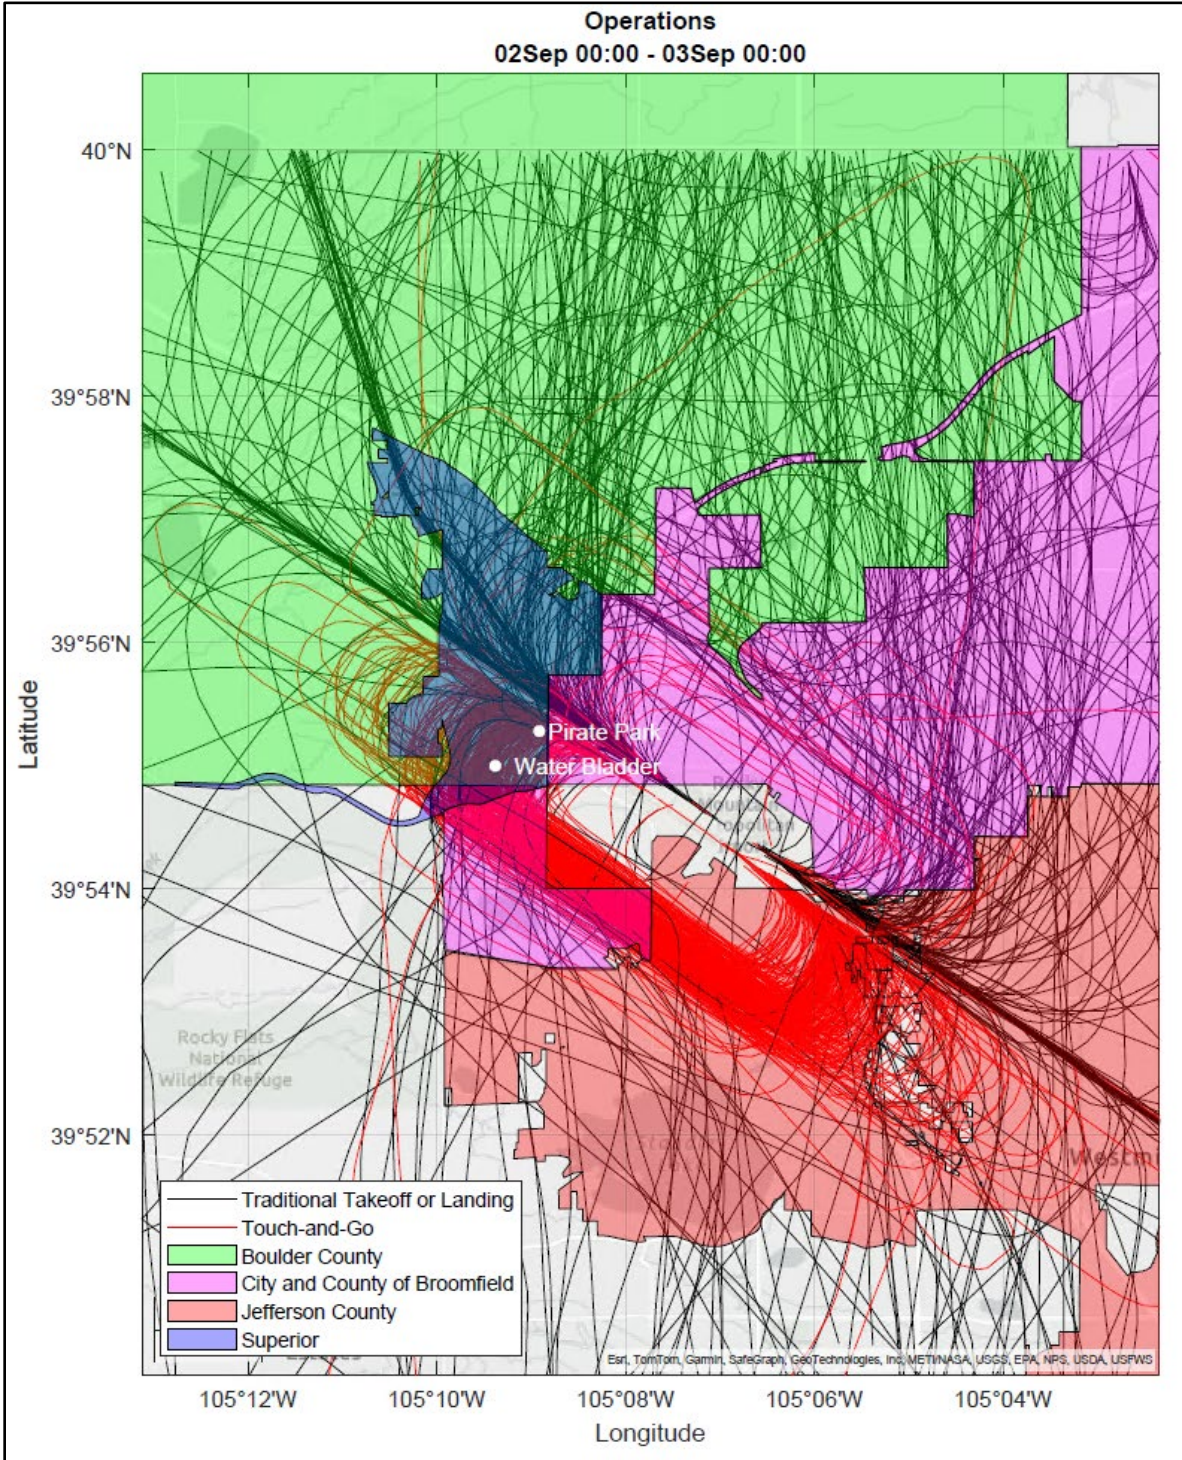 Operations
02Sep 00:00 - 03Sep 00:00
40°N
39°58'N
39°56'N
39°54'N
39°52'N
Latitude
Pirate Park
Water Bladder
Mountain
Rocky Flats
National
Wildlife Refuge
Westmi
Traditional Takeoff or Landing
Touch-and-Go
Boulder County
City and County of Broomfield
Jefferson County
Superior
Esri, TomTom, Garmin, SafeGraph, GeoTechnologies, Inc, METI/NASA, USGS, EPA, NPS, USDA, USFWS
105°12'W
105°10'W
105°08'W
105°06'W
105°04'W
Longitude